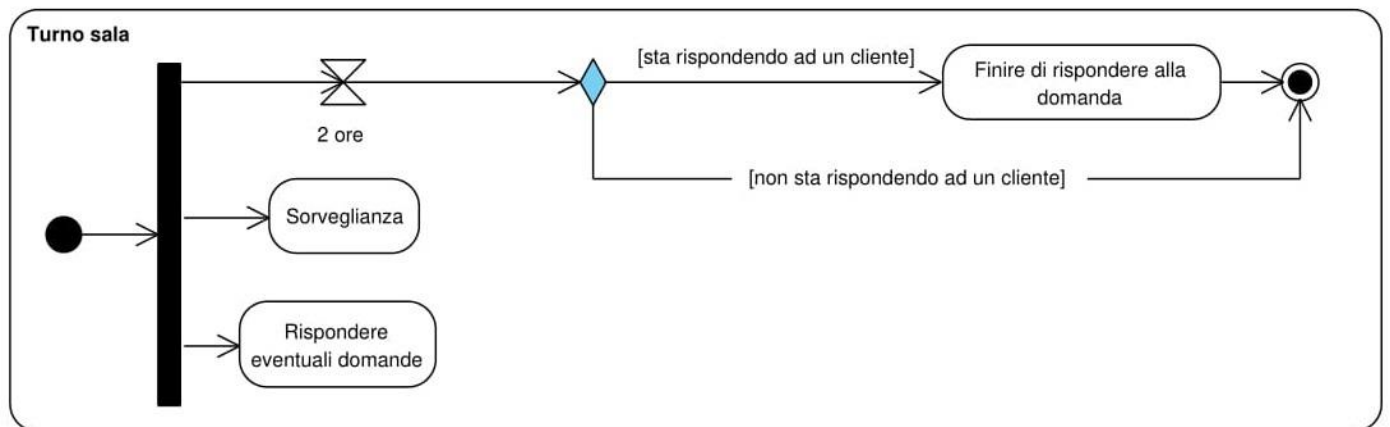 Turno sala
[sta rispondendo ad un cliente]
Finire di rispondere alla
domanda
2 ore
[non sta rispondendo ad un cliente]
Sorveglianza
Rispondere
eventuali domande